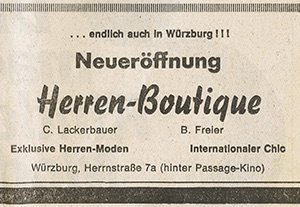 ... endlich auch in Würzburg!!!
Neueröffnung
Herren-Boutique
C. Lackerbauer B. Freier
Exklusive Herren-Moden Internationaler Chic
Würzburg, Herrnstraße 7a (hinter Passage-Kino)